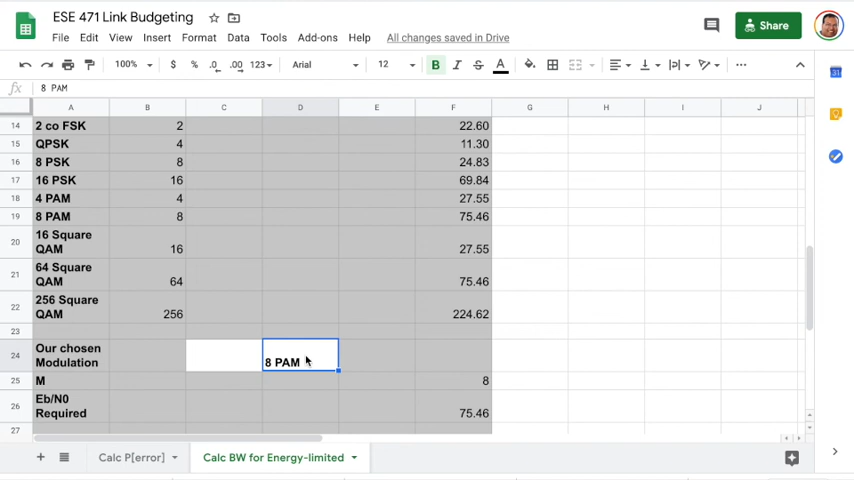 ESE 471 Link Budgeting
File Edit View Insert Format Data Tools Add-ons Help All changes saved in Drive
Share
100% $ % .0 .00 123 Arial 12 B I S A
fx 8 PAM
A B C D E F G H I J
14 2 co FSK 2 22.60
15 QPSK 4 11.30
16 8 PSK 8 24.83
17 16 PSK 16 69.84
18 4 PAM 4 27.55
19 8 PAM 8 75.46
16 Square
20 QAM 16 27.55
64 Square
21 QAM 64 75.46
256 Square
22 QAM 256 224.62
23
Our chosen
24 Modulation 8 PAM
25 M 8
Eb/N0
26 Required 75.46
27
Calc P[error] Calc BW for Energy-limited
31